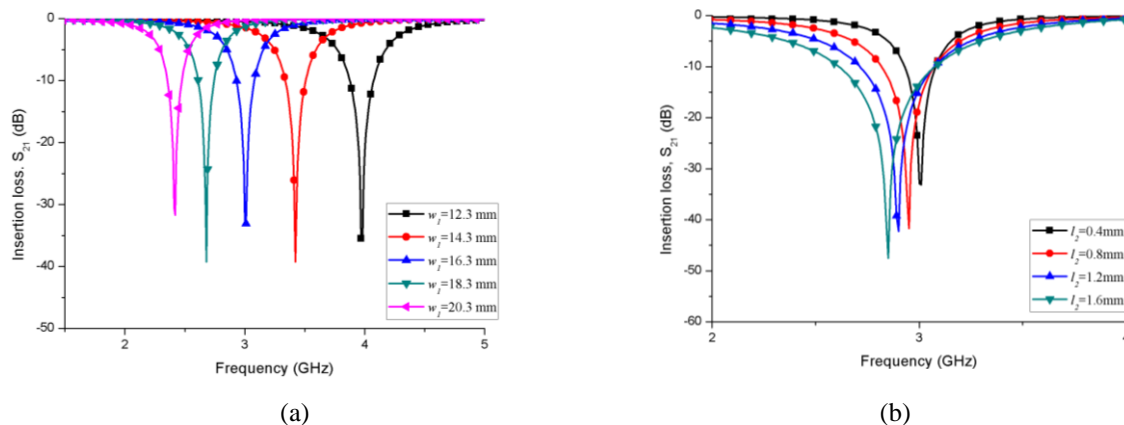 0
-10
-20
-30
-40
-50
Insertion loss. S21 (dB)
2
3
4
5
Frequency (GHz)
w1=12.3 mm
w1=14.3 mm
w1=16.3 mm
w1=18.3 mm
w1=20.3 mm
(a)
0
-10
-20
-30
-40
-50
-60
Insertion loss, S21 (dB)
2
3
4
Frequency (GHz)
l2=0.4mm
l2=0.8mm
l2=1.2mm
l2=1.6mm
(b)